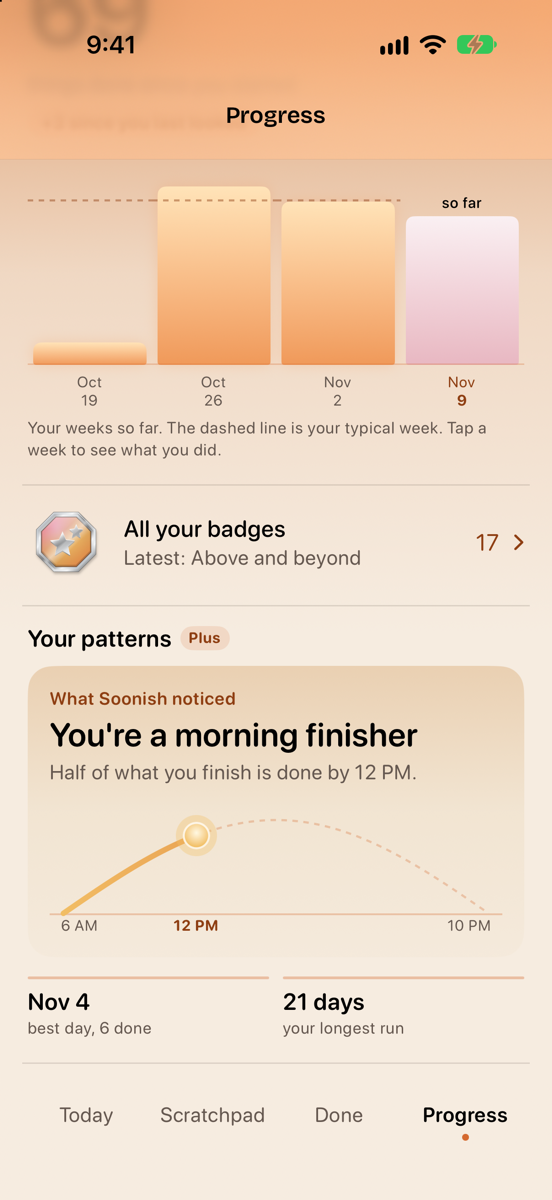 9:41
Progress
so far
Oct
19
Oct
26
Nov
2
Nov
9
Your weeks so far. The dashed line is your typical week. Tap a
week to see what you did.
All your badges
17
Latest: Above and beyond
Your patterns
Plus
What Soonish noticed
You're a morning finisher
Half of what you finish is done by 12 PM.
6 AM
12 PM
10 PM
Nov 4
best day, 6 done
21 days
your longest run
Today
Scratchpad
Done
Progress